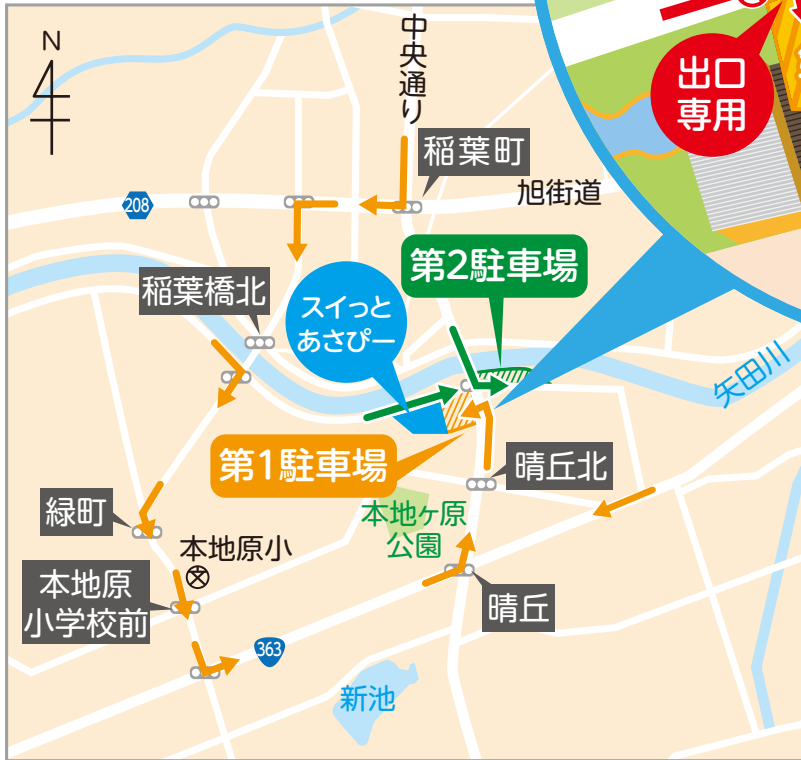 N
中央通り
出口
専用
稲葉町
208
旭街道
第2駐車場
稲葉橋北
スイっと
あさぴー
矢田川
第1駐車場
晴丘北
緑町
本地ヶ原
公園
本地原小
文
本地原
小学校前
晴丘
363
新池